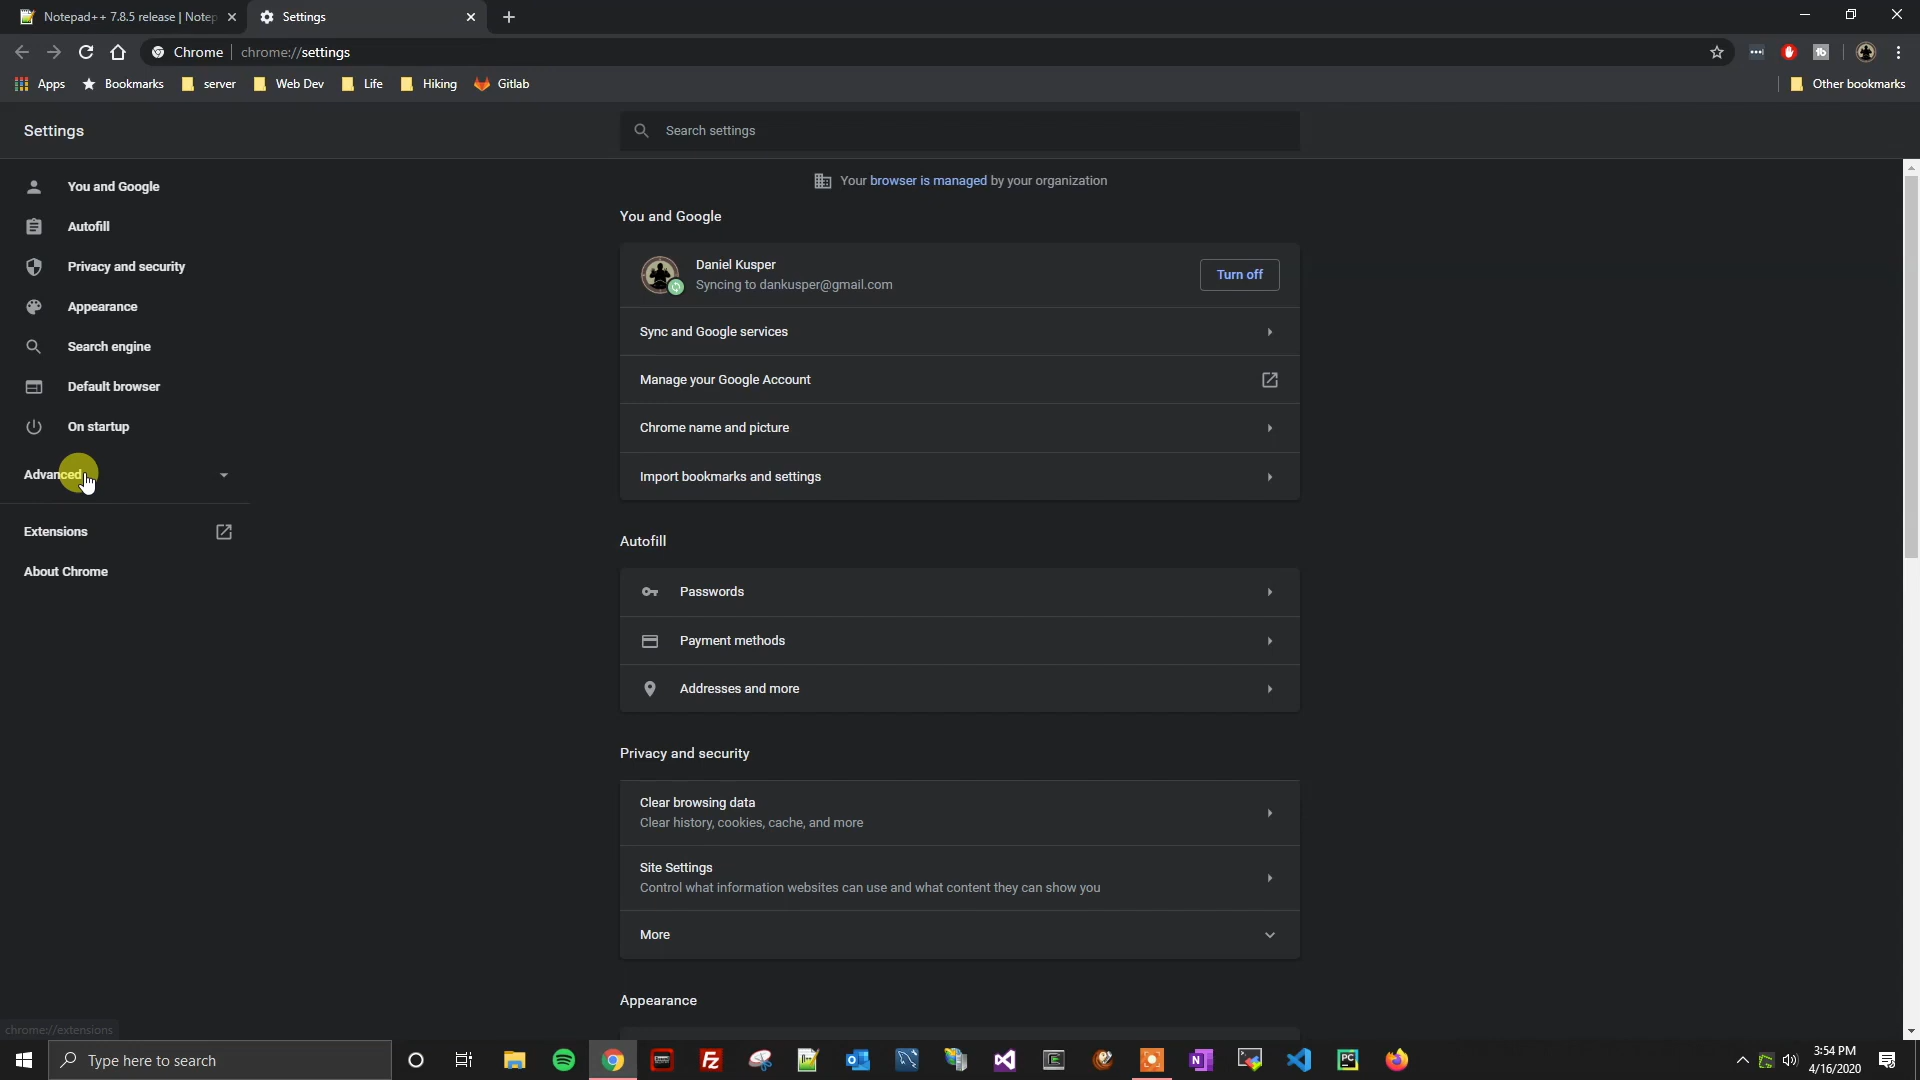 Notepad++ 7.8.5 release | Notep
Settings
Chrome
chrome://settings
Apps
Bookmarks
server
Web Dev
Life
Hiking
Gitlab
Other bookmarks
Settings
Search settings
You and Google
Autofill
Privacy and security
Appearance
Search engine
Default browser
On startup
Advanced
Extensions
About Chrome
Your browser is managed by your organization
You and Google
Daniel Kusper
Syncing to dankusper@gmail.com
Turn off
Sync and Google services
Manage your Google Account
Chrome name and picture
Import bookmarks and settings
Autofill
Passwords
Payment methods
Addresses and more
Privacy and security
Clear browsing data
Clear history, cookies, cache, and more
Site Settings
Control what information websites can use and what content they can show you
More
Appearance
chrome://extensions
Type here to search
3:54 PM
4/16/2020